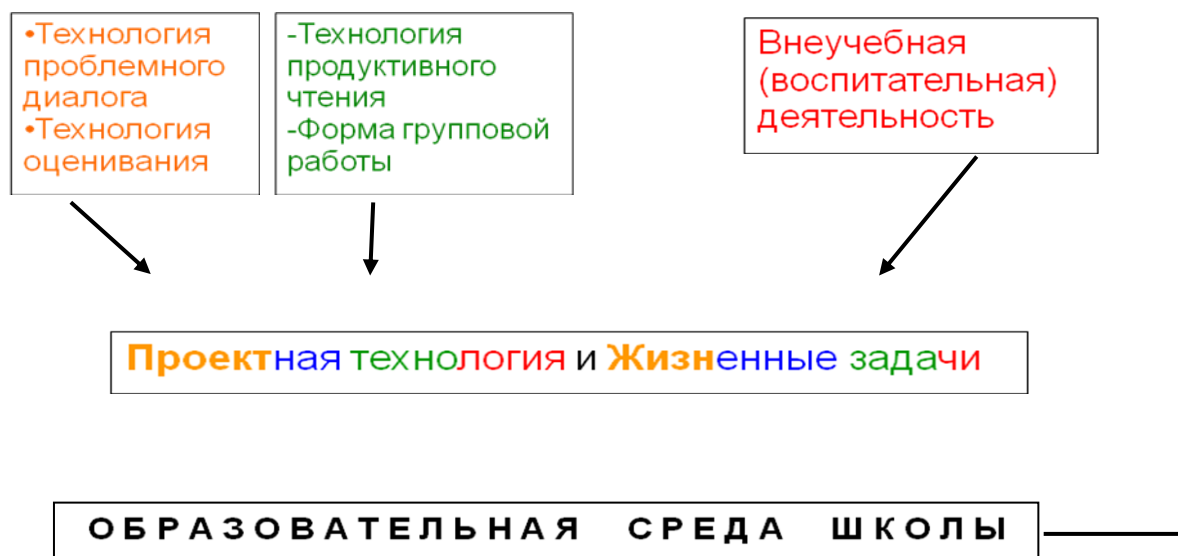 •Технология
проблемного
диалога
•Технология
оценивания
-Технология
продуктивного
чтения
-Форма групповой
работы
Внеучебная
(воспитательная)
деятельность
Проектная технология и Жизненные задачи
ОБРАЗОВАТЕЛЬНАЯ СРЕДА ШКОЛЫ